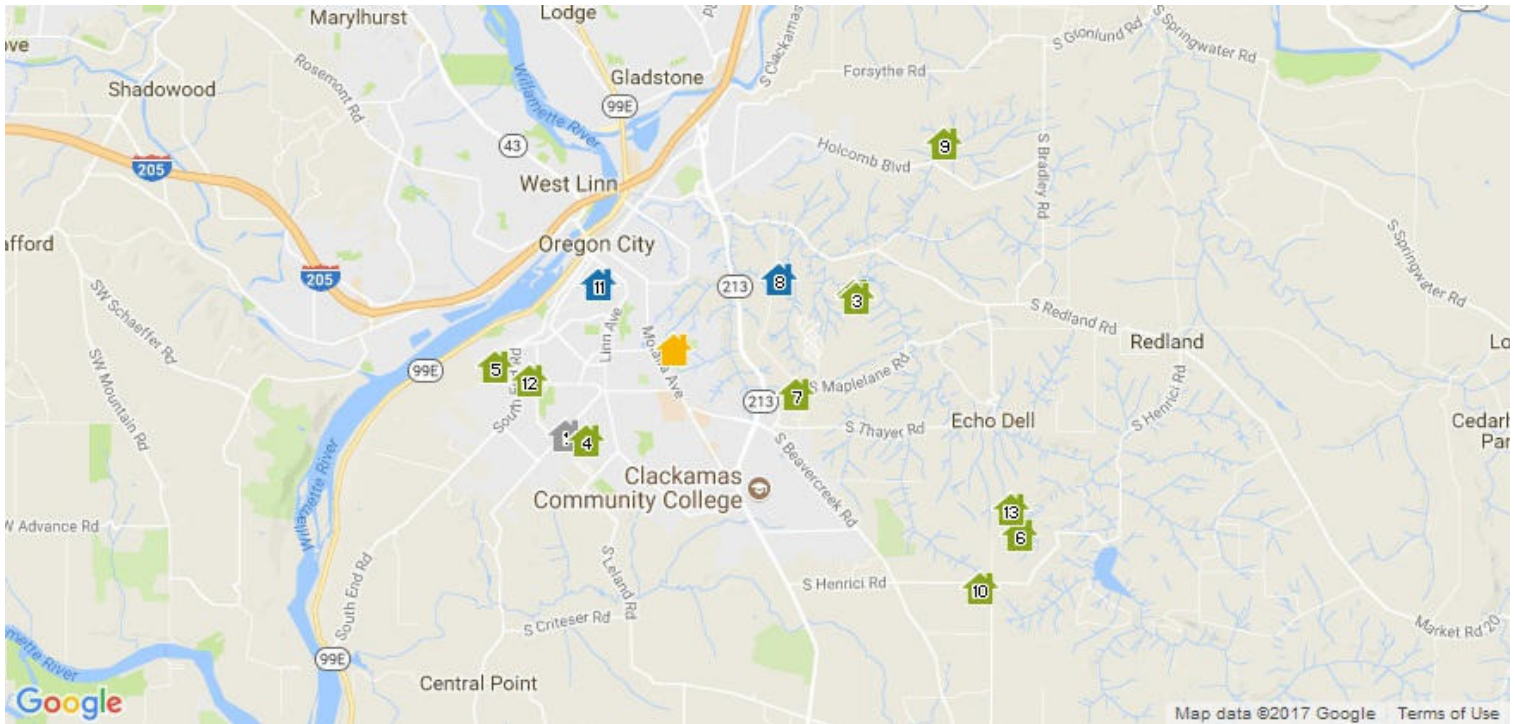 Marylhurst
Lodge
S Clackamas
S Gronlund Rd
S Springwater Rd
ove
Rosemont Rd
Willamette River
Gladstone
Forsythe Rd
Shadowood
99E
43
9
Holcomb Blvd
S Bradley Rd
205
West Linn
afford
Oregon City
S Springwater Rd
205
11
213
8
3
SW Schaeffer Rd
Linn Ave
S Redland Rd
Redland
Lo
Molalla Ave
99E
5
12
SW Mountain Rd
213
7
S Maplelane Rd
South End Rd
S Henrici Rd
Echo Dell
Cedarh
Par
S Thayer Rd
4
S Beavercreek Rd
Clackamas
Community College
Willamette River
W Advance Rd
13
6
S Leland Rd
S Henrici Rd
10
South End Rd
S Criteser Rd
Market Rd 20
mette River
99E
Central Point
Google
Map data ©2017 Google
Terms of Use